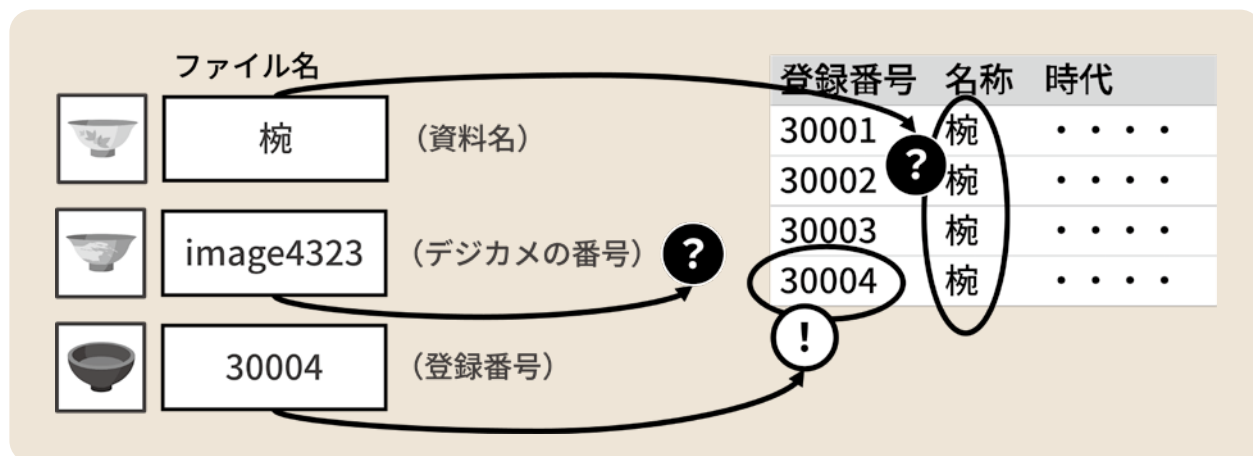 ファイル名
椀
(資料名)
image4323
(デジカメの番号)
?
30004
(登録番号)
登録番号 名称 時代
30001 椀 ・・・・
?
30002 椀 ・・・・
30003 椀 ・・・・
30004 椀 ・・・・
!